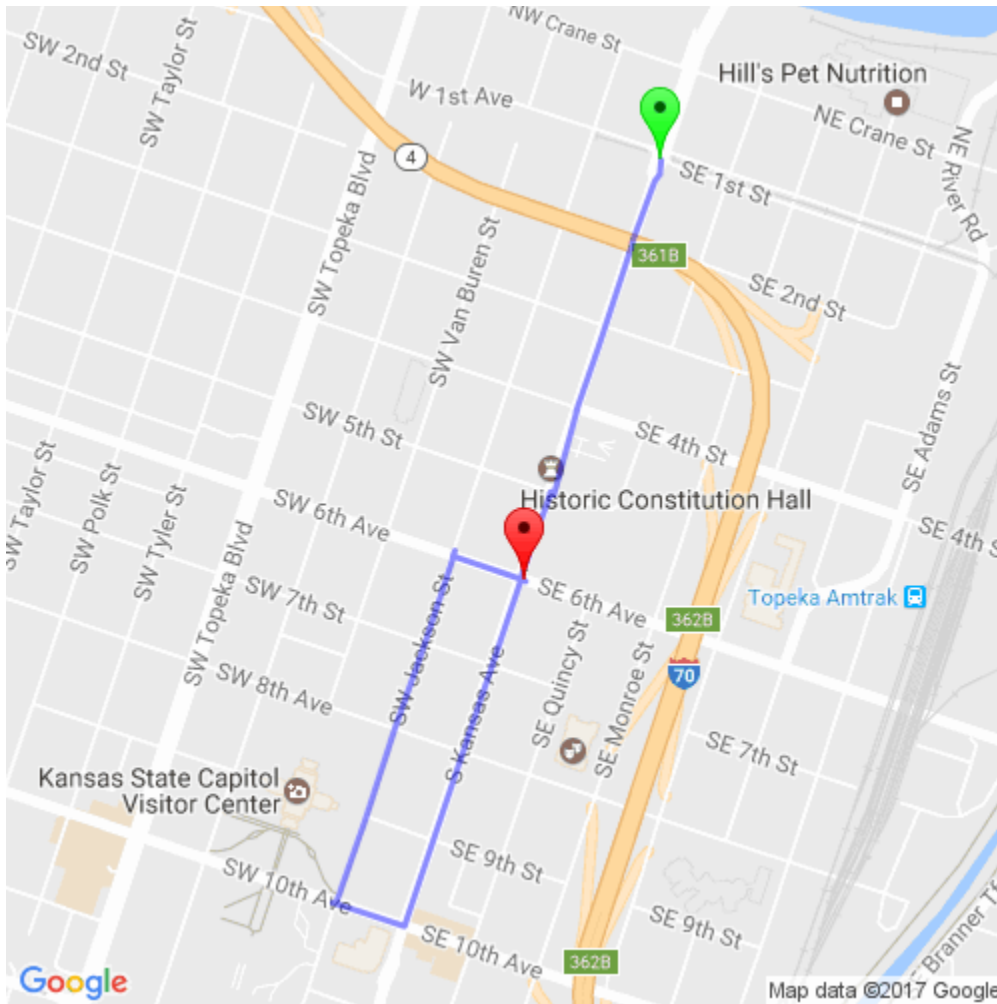 NW Crane St
SW 2nd St
SW Taylor St
W 1st Ave
Hill's Pet Nutrition
NE Crane St
NE River Rd
4
SE 1st St
SW Topeka Blvd
361B
SE 2nd St
SW Van Buren St
SE Adams St
SW 5th St
SE 4th St
Historic Constitution Hall
SW Taylor St
SW Polk St
SW Tyler St
SW 6th Ave
SE 4th S
SW Topeka Blvd
SW 7th St
SE 6th Ave
Topeka Amtrak
362B
SW Jackson St
SW 8th Ave
S Kansas Ave
SE Quincy St
SE Monroe St
70
SE 7th St
Kansas State Capitol
Visitor Center
SE 9th St
SW 10th Ave
SE 9th St
SE 10th Ave
362B
E Branner
Google
Map data ©2017 Google